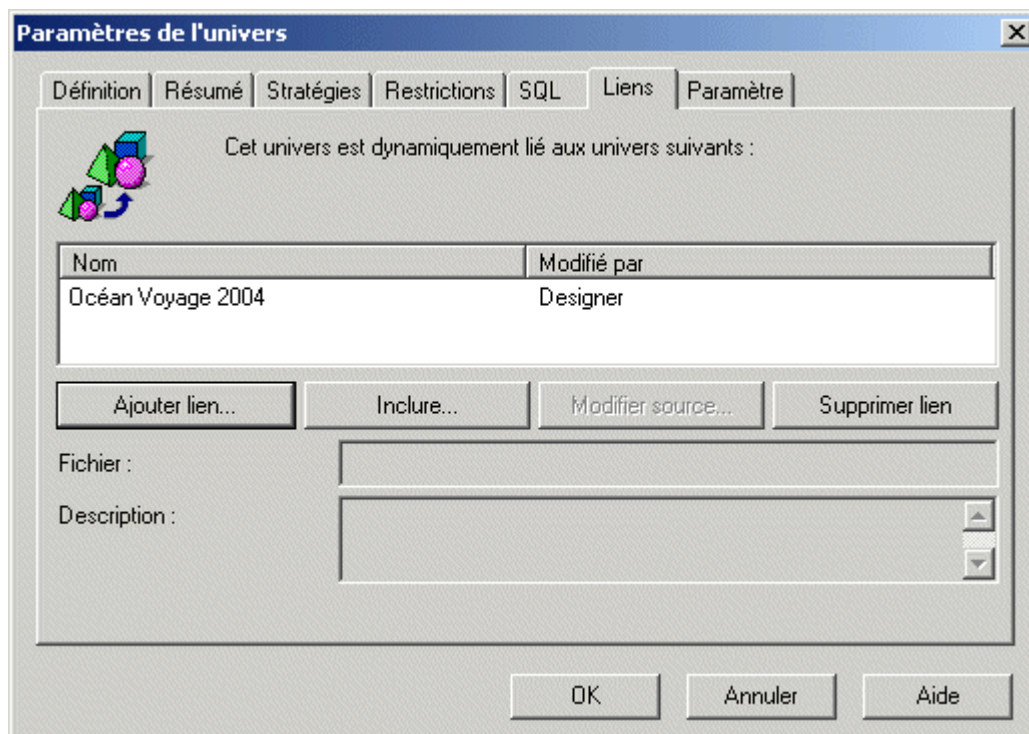 Paramètres de l'univers
Définition Résumé Stratégies Restrictions SQL Liens Paramètre
Cet univers est dynamiquement lié aux univers suivants :
Nom Modifié par
Océan Voyage 2004 Designer
Ajouter lien... Inclure... Modifier source... Supprimer lien
Fichier :
Description :
OK Annuler Aide